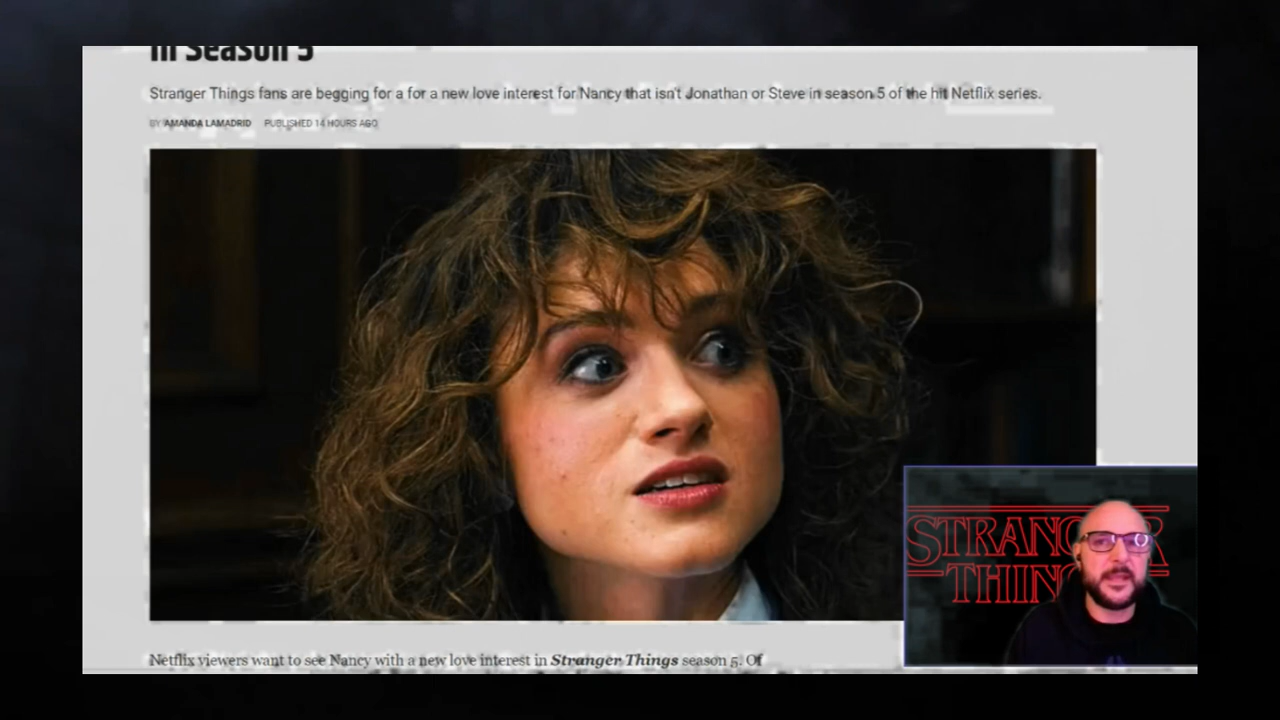 in Season 5
Stranger Things fans are begging for a for a new love interest for Nancy that isn't Jonathan or Steve in season 5 of the hit Netflix series.
BY AMANDA LAMADRID PUBLISHED 14 HOURS AGO
STRANGER
THIN
Netflix viewers want to see Nancy with a new love interest in Stranger Things season 5. Of